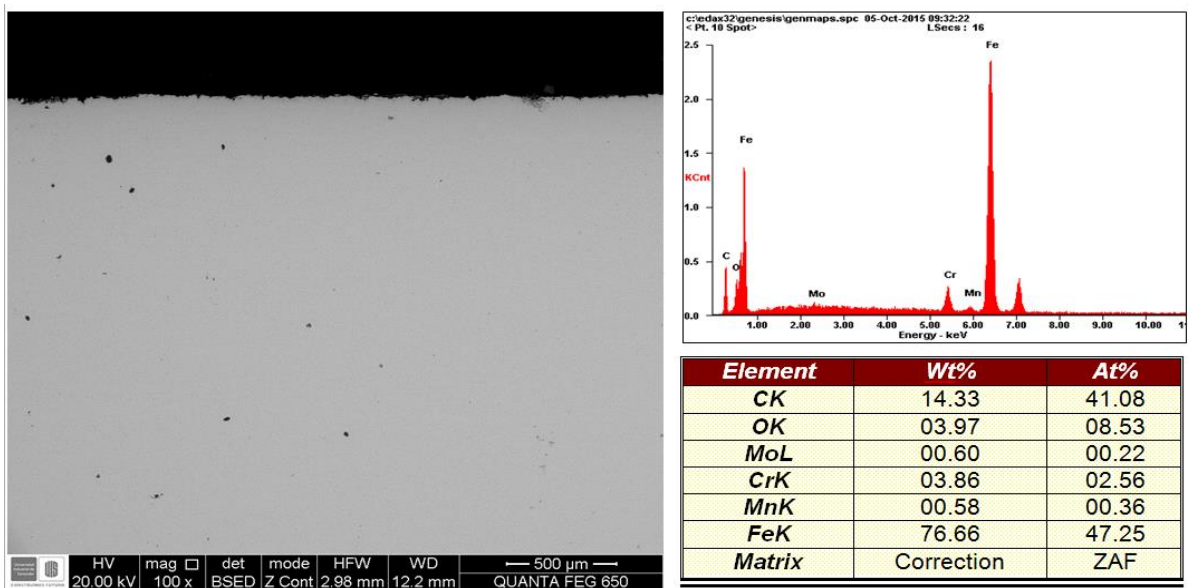 c:\edax32\genesis\genmaps.spc 05-Oct-2015 09:32:22
< Pt. 10 Spot> LSecs : 16
2.5
2.0
1.5
KCnt
1.0
0.5
0.0
Fe
Fe
C
O
Mo
Cr
Mn
1.00 2.00 3.00 4.00 5.00 6.00 7.00 8.00 9.00 10.00 11
Energy - keV
Element Wt% At%
CK 14.33 41.08
OK 03.97 08.53
MoL 00.60 00.22
CrK 03.86 02.56
MnK 00.58 00.36
FeK 76.66 47.25
Matrix Correction ZAF
HV mag det mode HFW WD 500 µm
20.00 kV 100 x BSED Z Cont 2.98 mm 12.2 mm QUANTA FEG 650